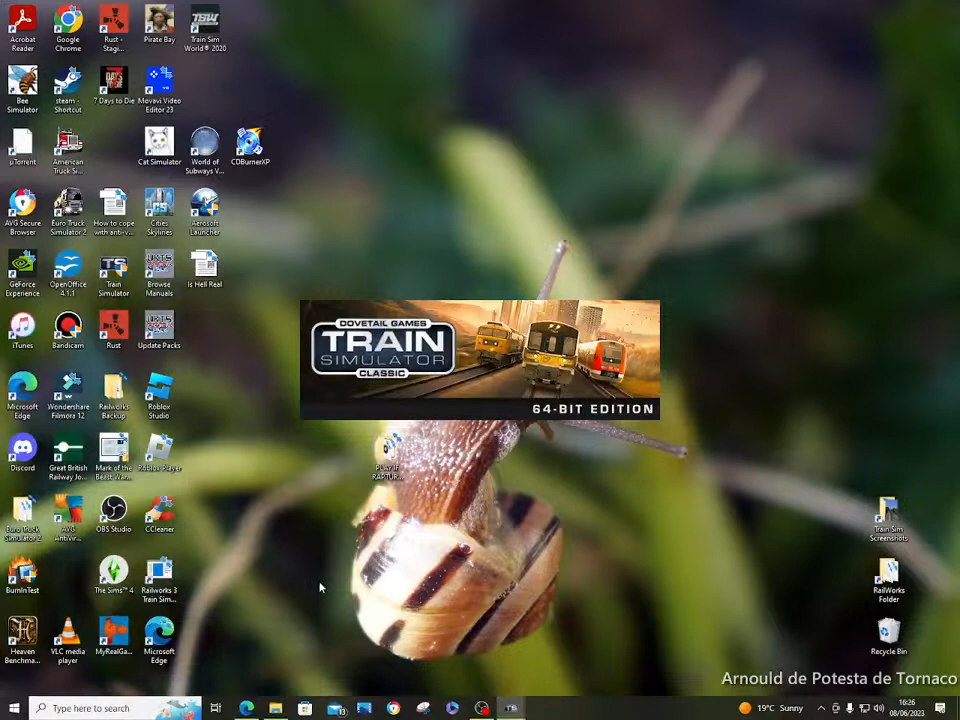 Acrobat Reader
Google Chrome
Rust - Stagi...
Pirate Bay
Train Sim World® 2020
Bee Simulator
steam - Shortcut
7 Days to Die
Movavi Video Editor 23
µTorrent
American Truck Si...
Cat Simulator
World of Subways V...
CDBurnerXP
AVG Secure Browser
Euro Truck Simulator 2
How to cope with anti-v...
Cities Skylines
Aerosoft Launcher
GeForce Experience
OpenOffice 4.1.1
Train Simulator
Browse Manuals
Is Hell Real
iTunes
Bandicam
Rust
Update Packs
DOVETAIL GAMES
TRAIN
SIMULATOR
CLASSIC
64-BIT EDITION
Microsoft Edge
Wondershare Filmora 12
Railworks Backup
Roblox Studio
Discord
Great British Railway Jo...
Mark of the Beast War...
Roblox Player
PLAY IF RAPTUR...
Euro Truck Simulator 2
AVG AntiVir...
OBS Studio
CCleaner
Train Sim Screenshots
BurnInTest
The Sims™ 4
Railworks 3 Train Sim...
RailWorks Folder
Heaven Benchma...
VLC media player
MyRealGa...
Microsoft Edge
Recycle Bin
Arnould de Potesta de Tornaco
Type here to search
13
TS
19°C Sunny
16:26
08/06/2023